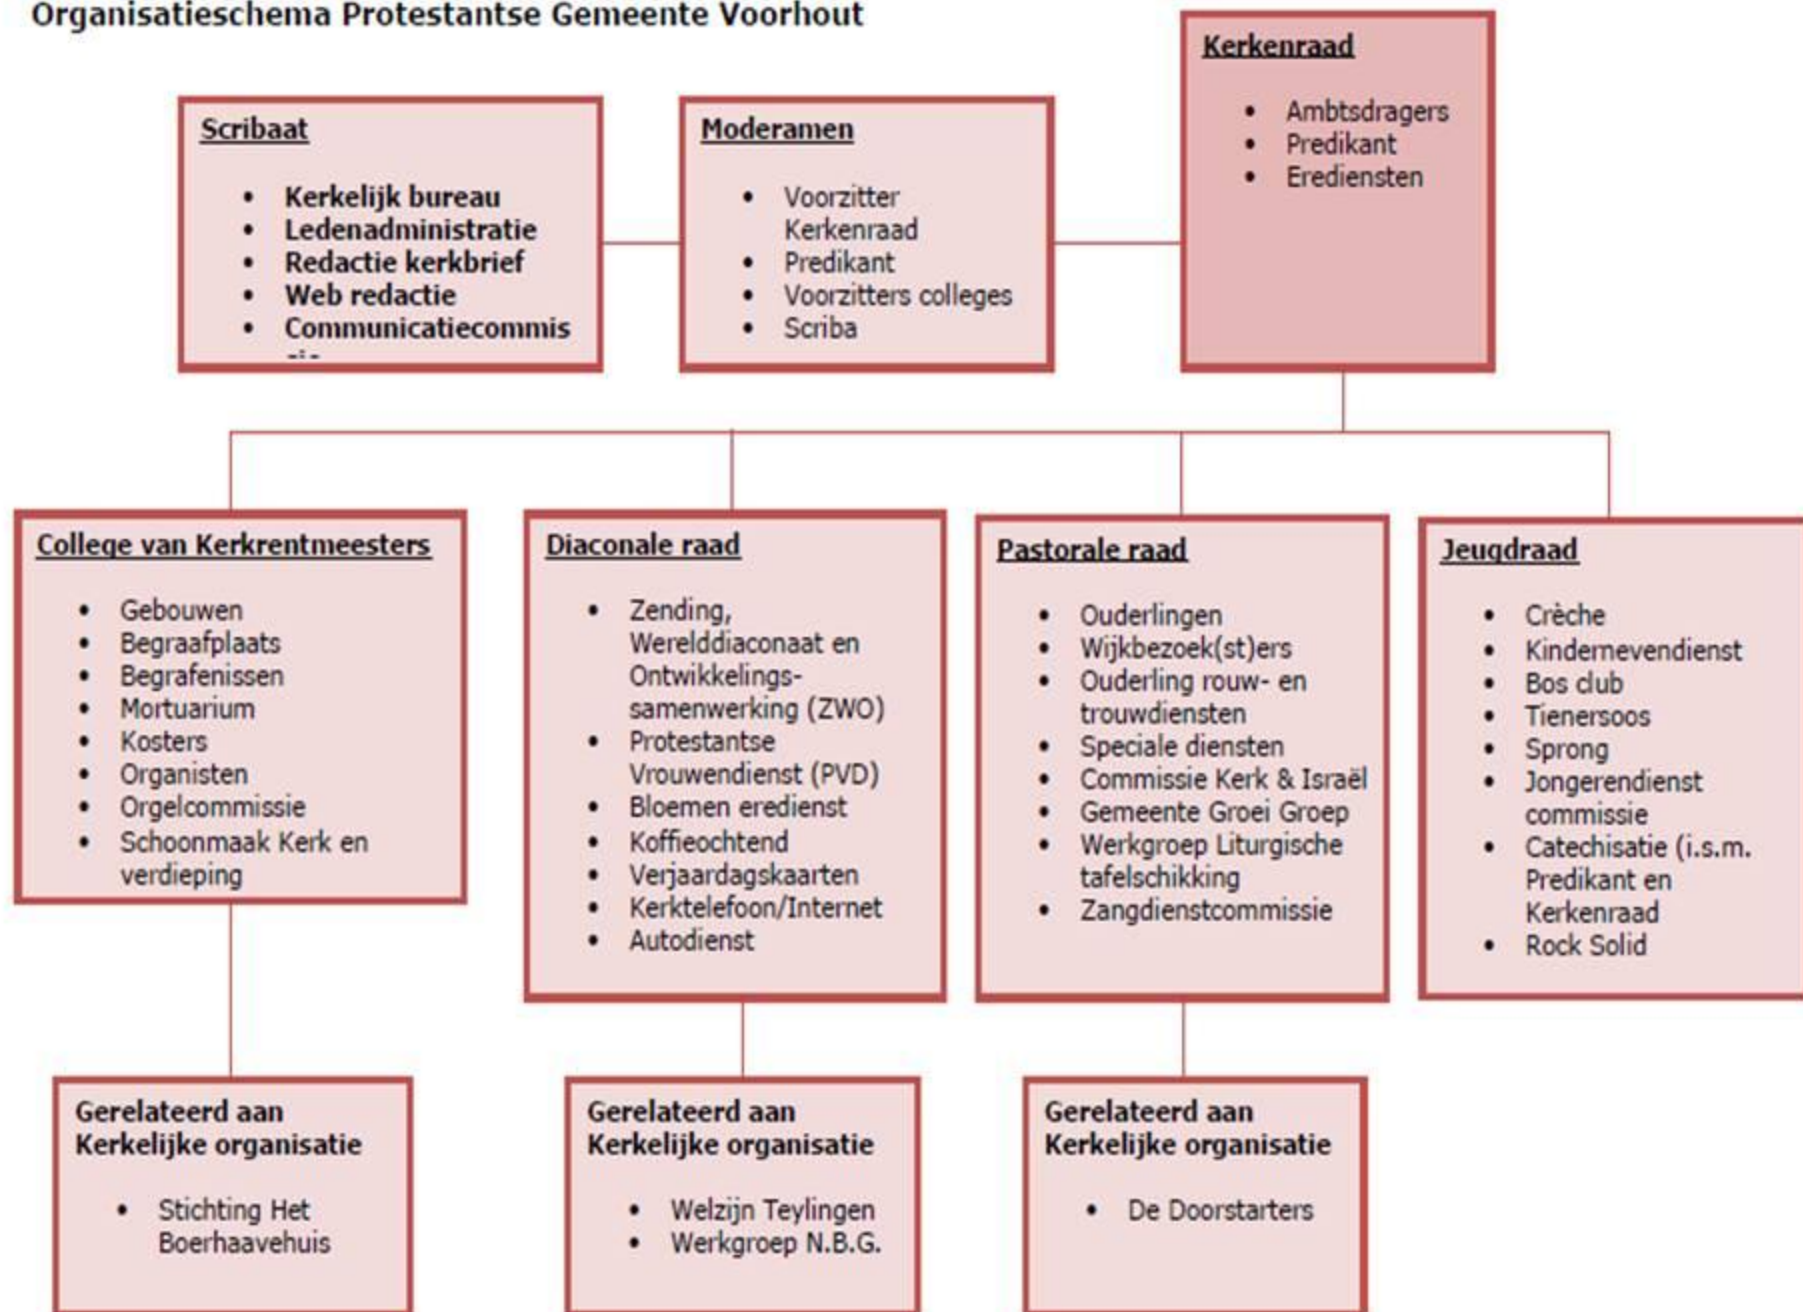 Organisatieschema Protestantse Gemeente Voorhout
Scribaat
• Kerkelijk bureau
• Ledenadministratie
• Redactie kerkbrief
• Web redactie
• Communicatiecommis
Moderamen
• Voorzitter
Kerkenraad
• Predikant
• Voorzitters colleges
• Scriba
Kerkenraad
• Ambtsdragers
• Predikant
• Erediensten
College van Kerkrentmeesters
• Gebouwen
• Begraafplaats
• Begrafenissen
• Mortuarium
• Kosters
• Organisten
• Orgelcommissie
• Schoonmaak Kerk en
verdieping
Diaconale raad
• Zending,
Werelddiaconaat en
Ontwikkelings-
samenwerking (ZWO)
• Protestantse
Vrouwendienst (PVD)
• Bloemen eredienst
• Koffieochtend
• Verjaardagskaarten
• Kerktelefoon/Internet
• Autodienst
Pastorale raad
• Ouderlingen
• Wijkbezoek(st)ers
• Ouderling rouw- en
trouwdiensten
• Speciale diensten
• Commissie Kerk & Israël
• Gemeente Groei Groep
• Werkgroep Liturgische
tafelschikking
• Zangdienstcommissie
Jeugdraad
• Crèche
• Kindernevendienst
• Bos club
• Tienersoos
• Sprong
• Jongerendienst
commissie
• Catechisatie (i.s.m.
Predikant en
Kerkenraad
• Rock Solid
Gerelateerd aan
Kerkelijke organisatie
• Stichting Het
Boerhaavehuis
Gerelateerd aan
Kerkelijke organisatie
• Welzijn Teylingen
• Werkgroep N.B.G.
Gerelateerd aan
Kerkelijke organisatie
• De Doorstarters